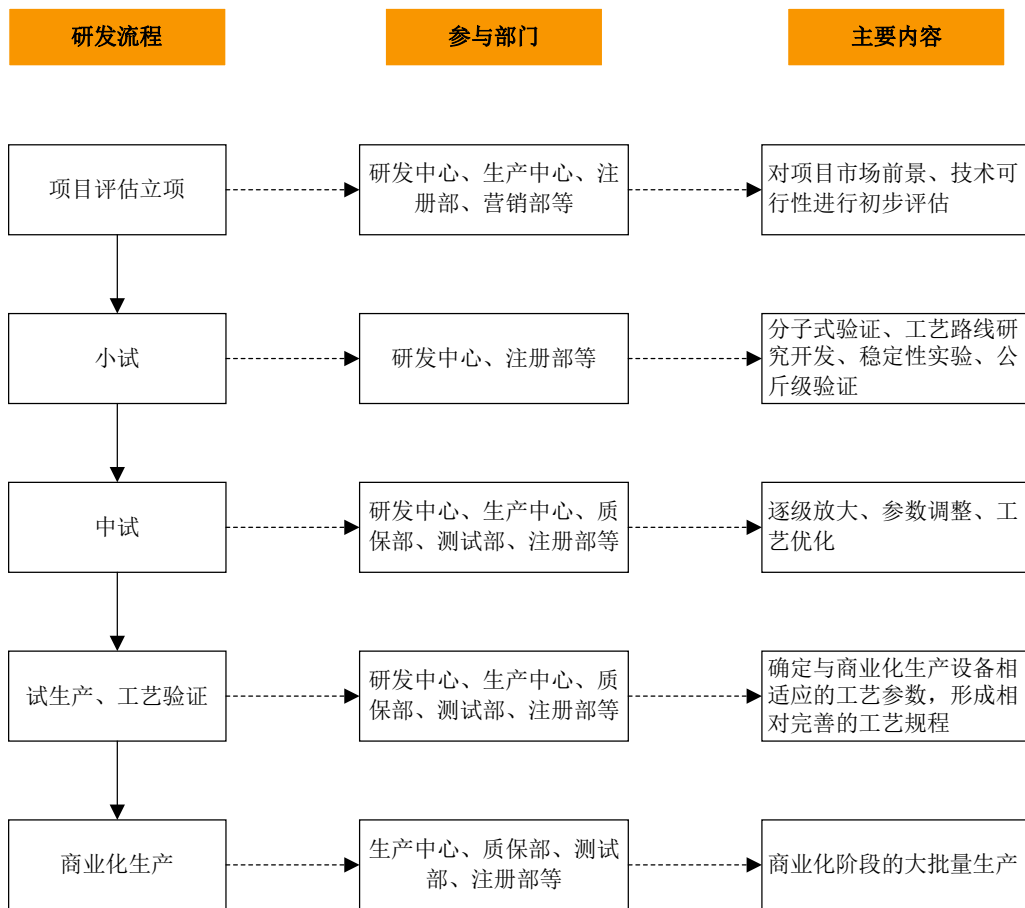 研发流程
参与部门
主要内容
项目评估立项
研发中心、生产中心、注
册部、营销部等
对项目市场前景、技术可
行性进行初步评估
小试
研发中心、注册部等
分子式验证、工艺路线研
究开发、稳定性实验、公
斤级验证
中试
研发中心、生产中心、质
保部、测试部、注册部等
逐级放大、参数调整、工
艺优化
试生产、工艺验证
研发中心、生产中心、质
保部、测试部、注册部等
确定与商业化生产设备相
适应的工艺参数，形成相
对完善的工艺规程
商业化生产
生产中心、质保部、测试
部、注册部等
商业化阶段的大批量生产